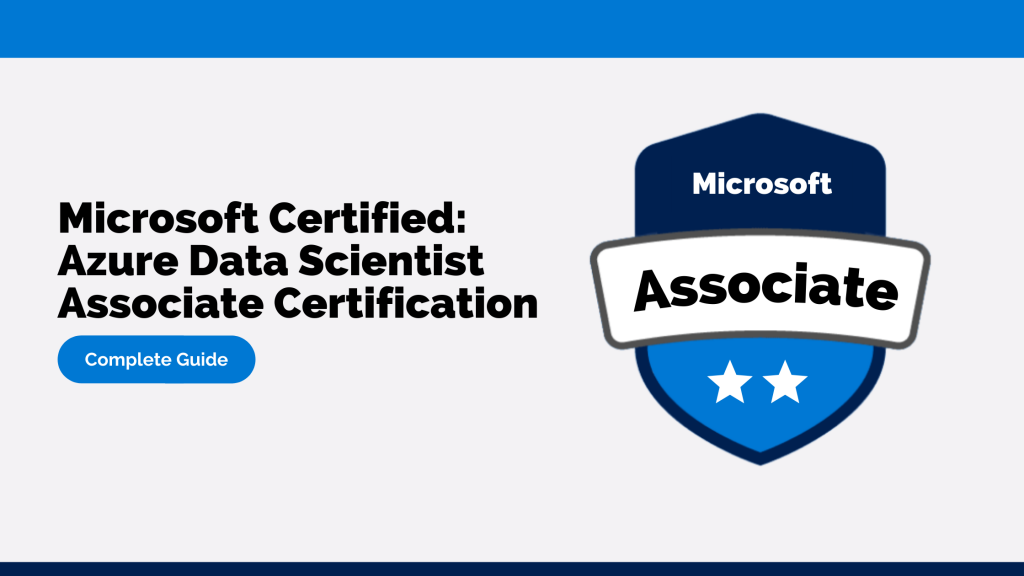 Microsoft Certified:
Azure Data Scientist
Associate Certification
Complete Guide
Microsoft
Associate